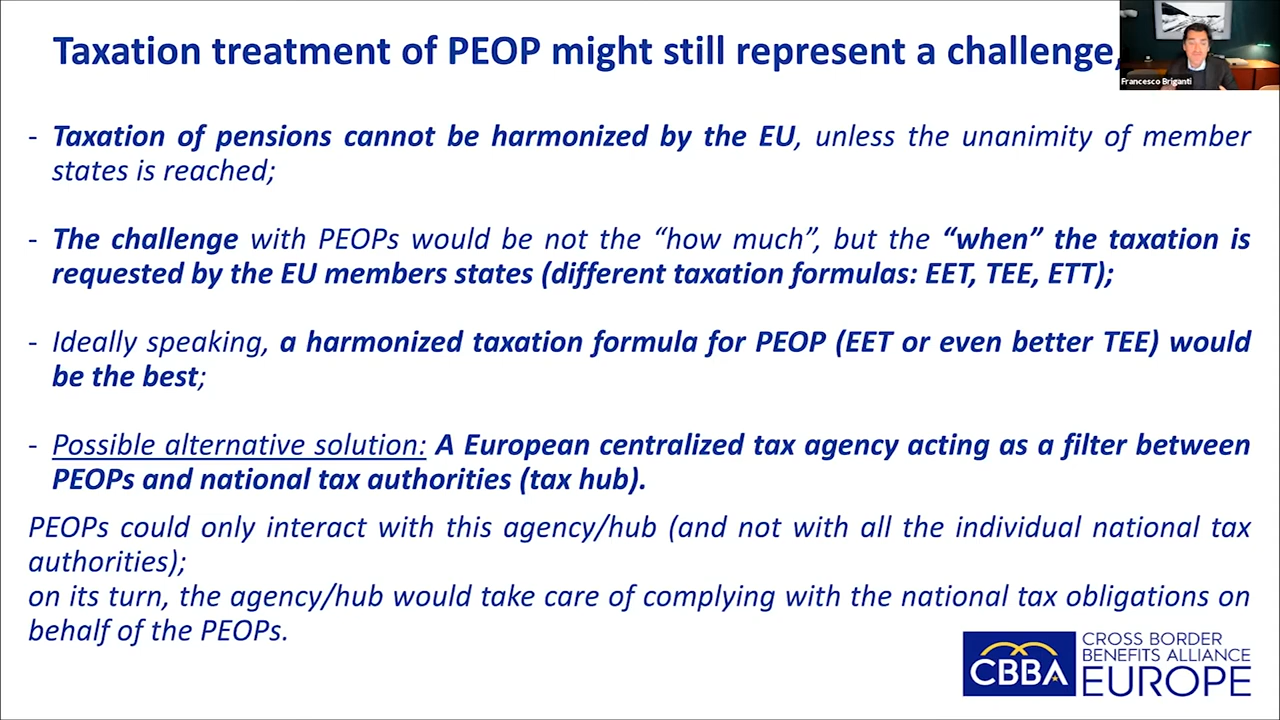 Taxation treatment of PEOP might still represent a challenge,
Francesco Briganti
- Taxation of pensions cannot be harmonized by the EU, unless the unanimity of member
states is reached;
- The challenge with PEOPs would be not the “how much”, but the “when” the taxation is
requested by the EU members states (different taxation formulas: EET, TEE, ETT);
- Ideally speaking, a harmonized taxation formula for PEOP (EET or even better TEE) would
be the best;
- Possible alternative solution: A European centralized tax agency acting as a filter between
PEOPs and national tax authorities (tax hub).
PEOPs could only interact with this agency/hub (and not with all the individual national tax
authorities);
on its turn, the agency/hub would take care of complying with the national tax obligations on
behalf of the PEOPs.
CBBA
CROSS BORDER
BENEFITS ALLIANCE
EUROPE